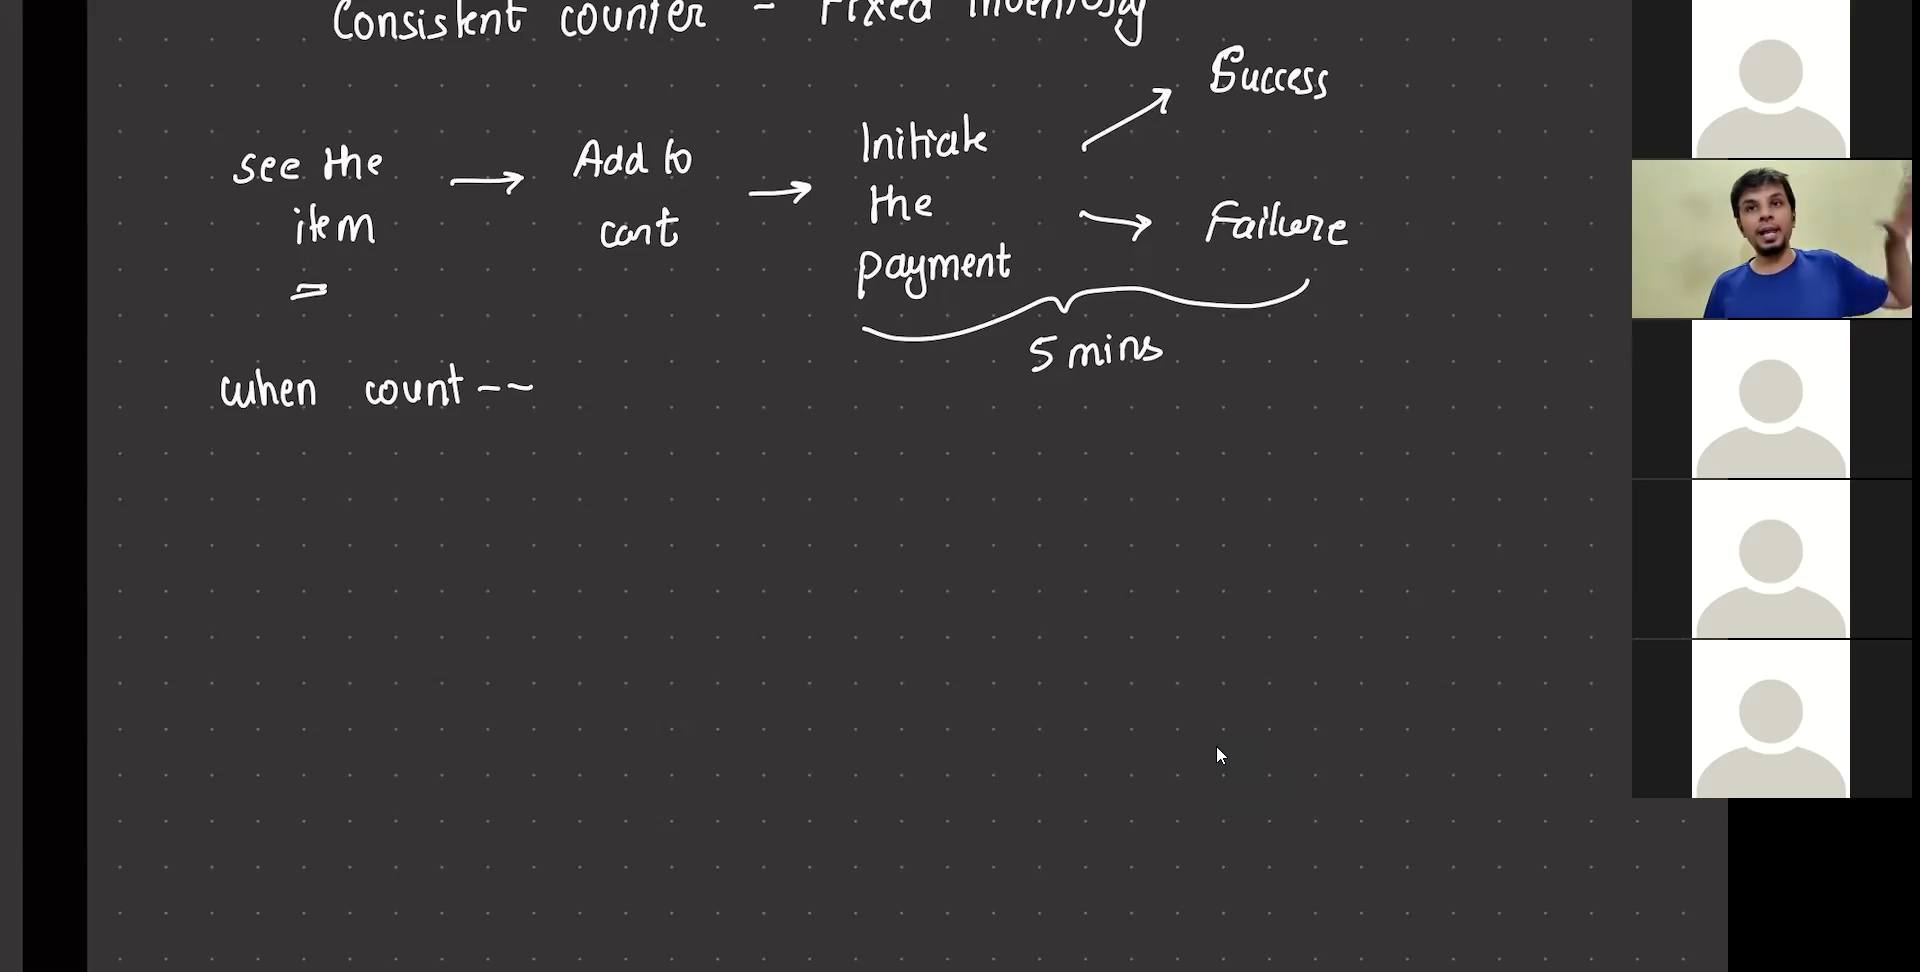 Consistent counter - Fixed inventory
see the
item
Add to
cart
Initiate
the
payment
Success
Failure
5 mins
when count--